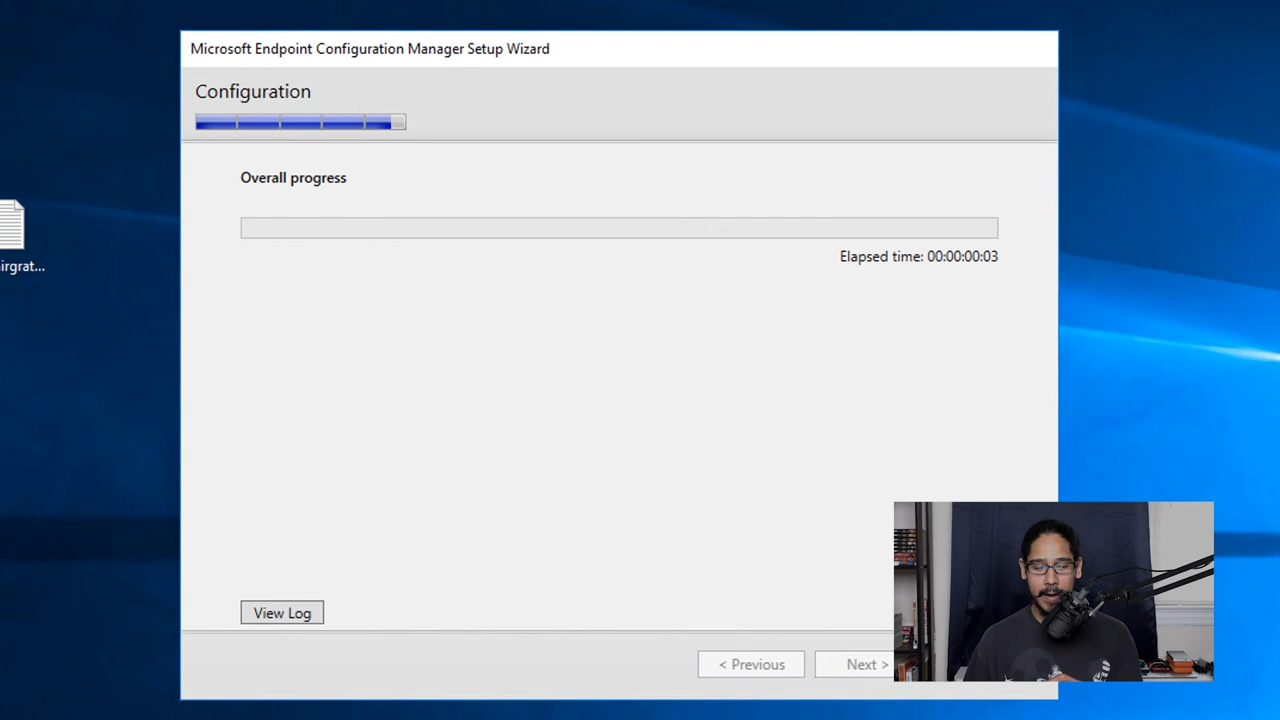 Microsoft Endpoint Configuration Manager Setup Wizard
Configuration
Overall progress
Elapsed time: 00:00:00:03
irgrat...
View Log
< Previous
Next >